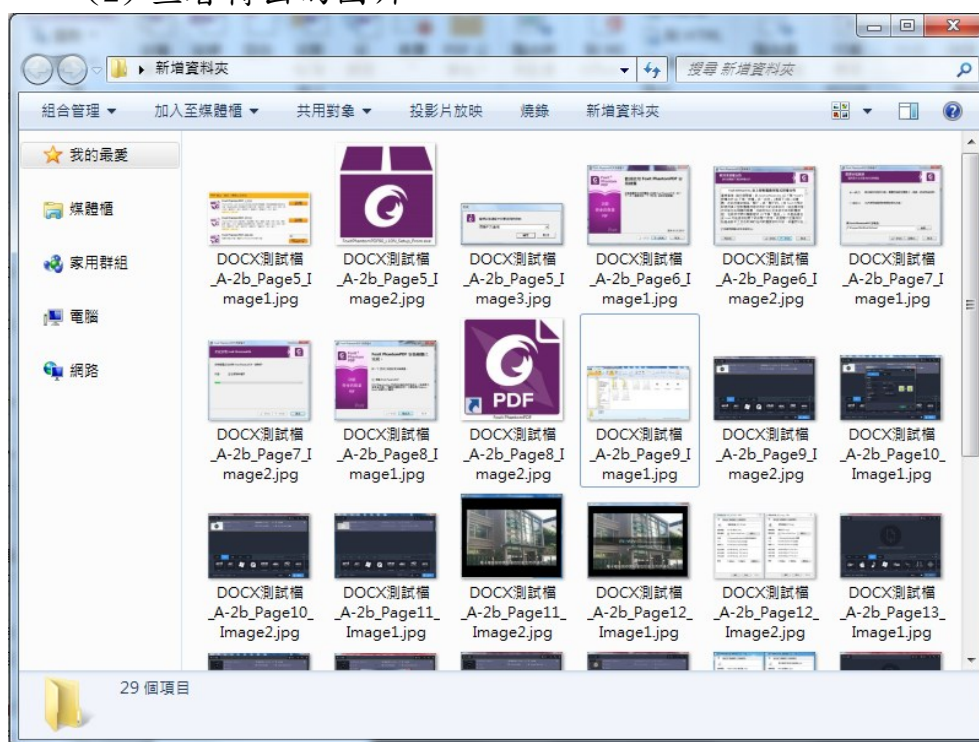 新增資料夾
搜尋 新增資料夾
組合管理 加入至媒體櫃 共用對象 投影片放映 燒錄 新增資料夾
我的最愛
媒體櫃
家用群組
電腦
網路
DOCX測試檔 DOCX測試檔 DOCX測試檔 DOCX測試檔 DOCX測試檔 DOCX測試檔
_A-2b_Page5_I _A-2b_Page5_I _A-2b_Page5_I _A-2b_Page6_I _A-2b_Page6_I _A-2b_Page7_I
mage1.jpg mage2.jpg mage3.jpg mage1.jpg mage2.jpg mage1.jpg
PDF
DOCX測試檔 DOCX測試檔 DOCX測試檔 DOCX測試檔 DOCX測試檔 DOCX測試檔
_A-2b_Page7_I _A-2b_Page8_I _A-2b_Page8_I _A-2b_Page9_I _A-2b_Page9_I _A-2b_Page10_
mage2.jpg mage1.jpg mage2.jpg mage1.jpg mage2.jpg Image1.jpg
DOCX測試檔 DOCX測試檔 DOCX測試檔 DOCX測試檔 DOCX測試檔 DOCX測試檔
_A-2b_Page10_ _A-2b_Page11_ _A-2b_Page11_ _A-2b_Page12_ _A-2b_Page12_ _A-2b_Page13_
Image2.jpg Image1.jpg Image2.jpg Image1.jpg Image2.jpg Image1.jpg
29 個項目